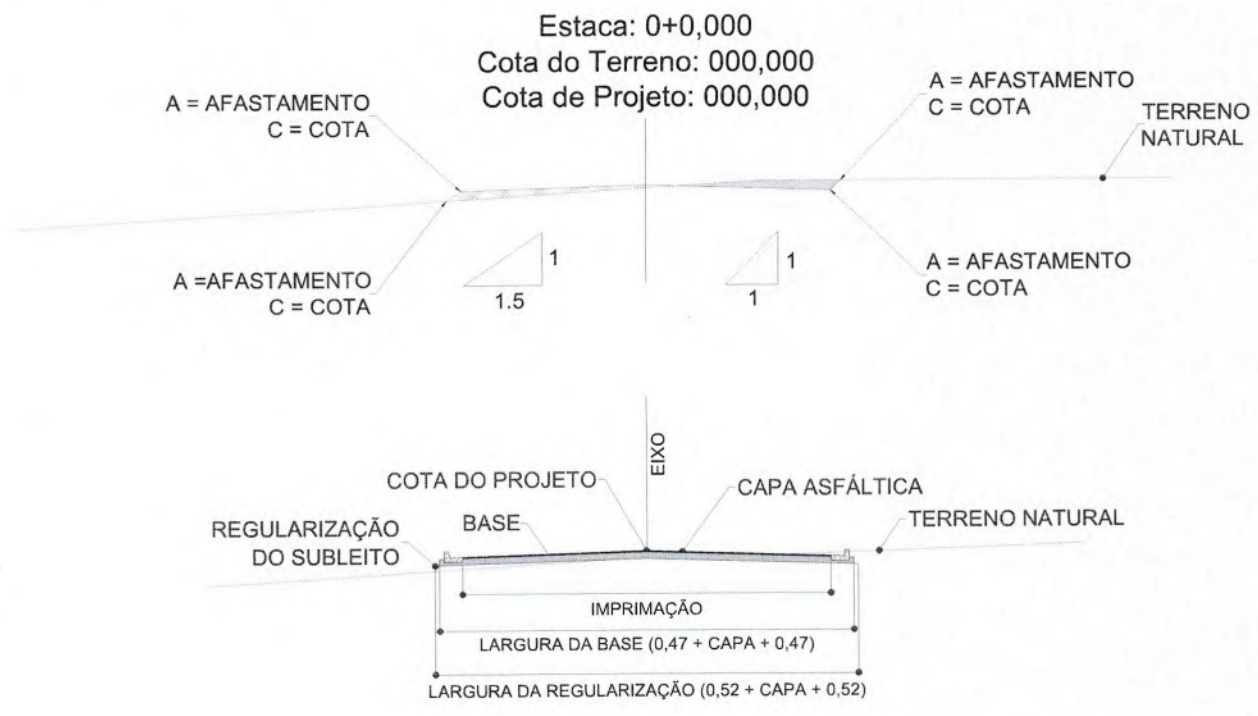 Estaca: 0+0,000
Cota do Terreno: 000,000
Cota de Projeto: 000,000
A = AFASTAMENTO
C = COTA
A = AFASTAMENTO
C = COTA
TERRENO
NATURAL
A =AFASTAMENTO
C = COTA
1
1.5
1
1
A = AFASTAMENTO
C = COTA
EIXO
COTA DO PROJETO
CAPA ASFÁLTICA
REGULARIZAÇÃO
DO SUBLEITO
BASE
TERRENO NATURAL
IMPRIMAÇÃO
LARGURA DA BASE (0,47 + CAPA + 0,47)
LARGURA DA REGULARIZAÇÃO (0,52 + CAPA + 0,52)